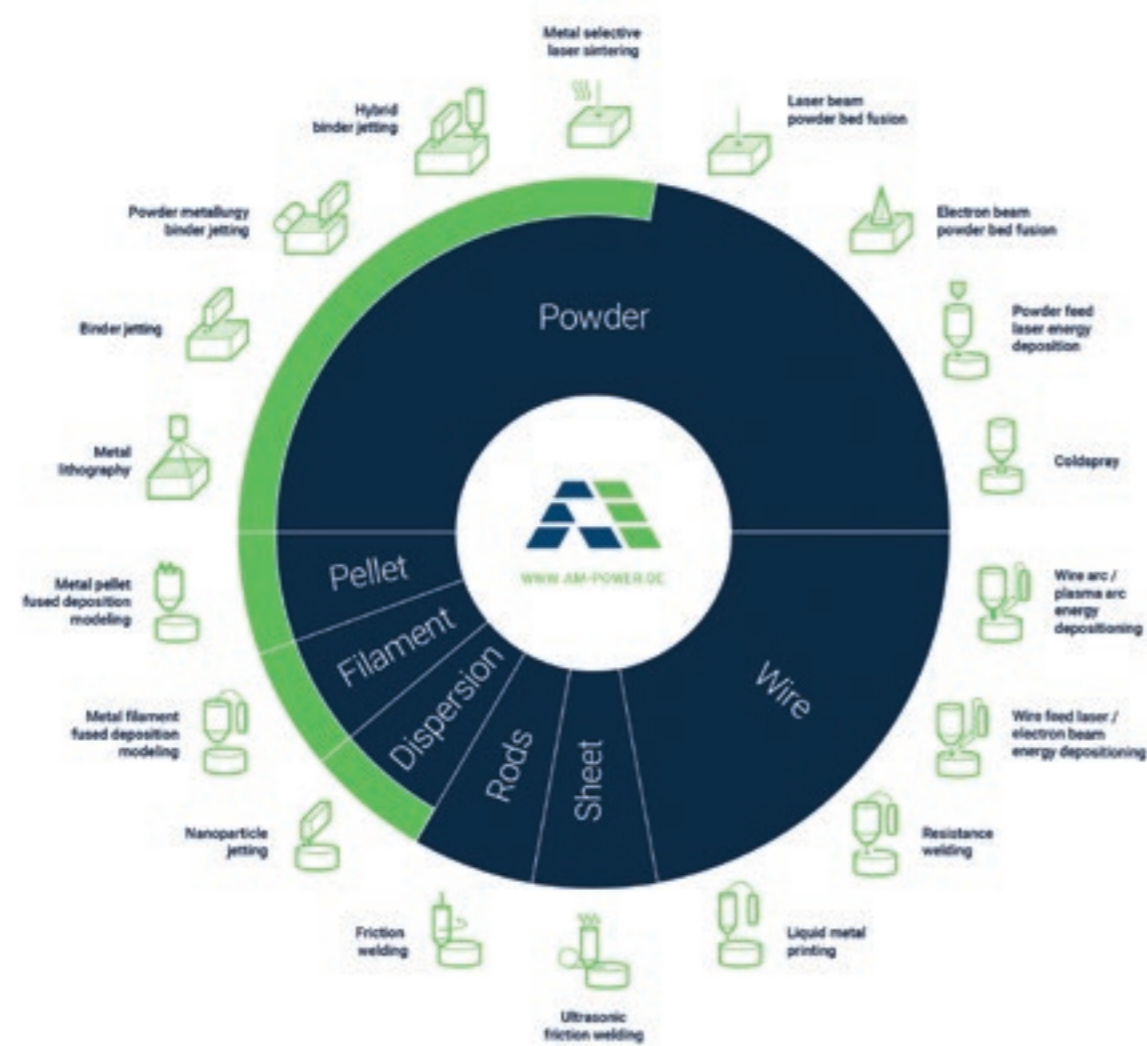 Metal selective
laser sintering
Laser beam
powder bed fusion
Electron beam
powder bed fusion
Powder feed
laser energy
deposition
Coldspray
Wire arc /
plasma arc
energy
depositioning
Wire feed laser /
electron beam
energy depositioning
Resistance
welding
Liquid metal
printing
Ultrasonic
friction welding
Friction
welding
Nanoparticle
jetting
Metal filament
fused deposition
modeling
Metal pellet
fused deposition
modeling
Metal
lithography
Binder jetting
Powder metallurgy
binder jetting
Hybrid
binder jetting
Powder
Wire
Sheet
Rods
Dispersion
Filament
Pellet
WWW.AM-POWER.DE